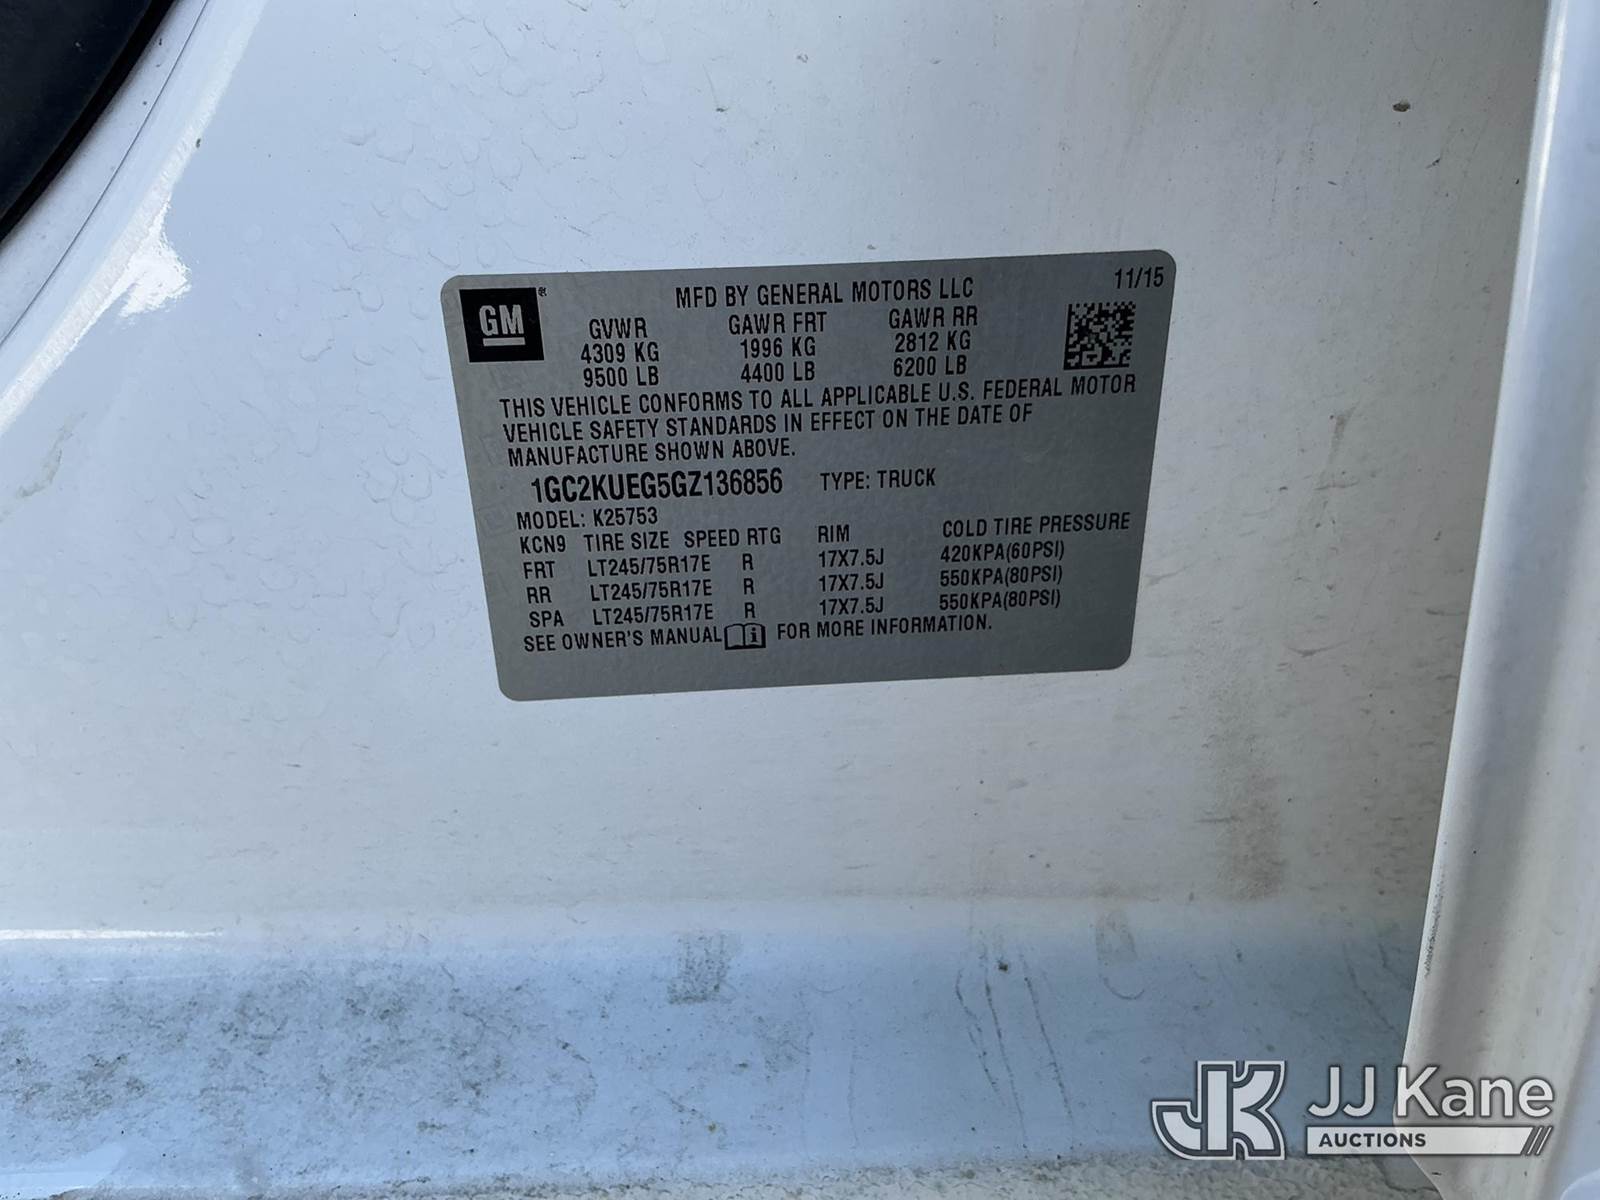 GM
MFD BY GENERAL MOTORS LLC 11/15
GVWR GAWR FRT GAWR RR
4309 KG 1996 KG 2812 KG
9500 LB 4400 LB 6200 LB
THIS VEHICLE CONFORMS TO ALL APPLICABLE U.S. FEDERAL MOTOR
VEHICLE SAFETY STANDARDS IN EFFECT ON THE DATE OF
MANUFACTURE SHOWN ABOVE.
1GC2KUEG5GZ136856 TYPE: TRUCK
MODEL: K25753
KCN9 TIRE SIZE SPEED RTG RIM COLD TIRE PRESSURE
FRT LT245/75R17E R 17X7.5J 420KPA(60PSI)
RR LT245/75R17E R 17X7.5J 550KPA(80PSI)
SPA LT245/75R17E R 17X7.5J 550KPA(80PSI)
SEE OWNER'S MANUAL FOR MORE INFORMATION.
JK JJ Kane
AUCTIONS